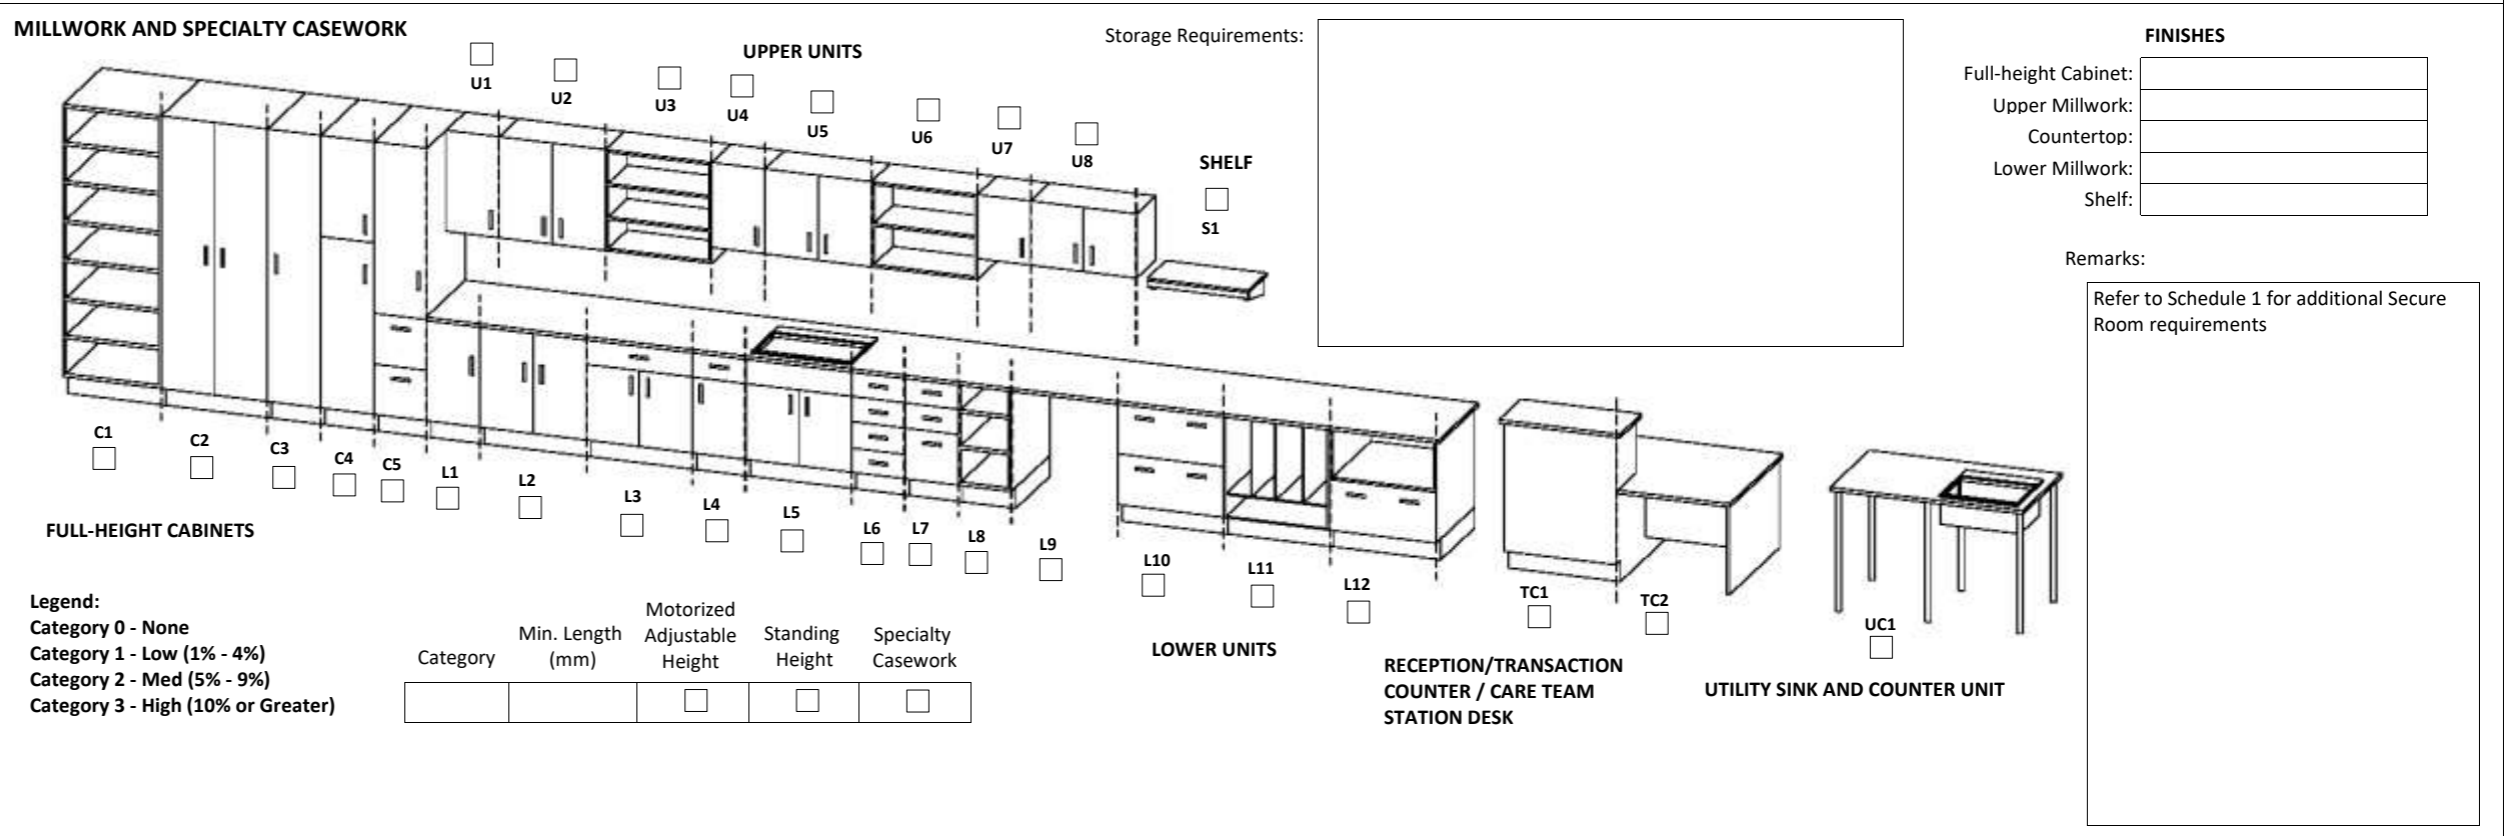 MILLWORK AND SPECIALTY CASEWORK
UPPER UNITS
U1
U2
U3
U4
U5
U6
U7
U8
SHELF
S1
Storage Requirements:
FINISHES
Full-height Cabinet:
Upper Millwork:
Countertop:
Lower Millwork:
Shelf:
Remarks:
Refer to Schedule 1 for additional Secure
Room requirements
C1
C2
C3
C4
C5
L1
L2
L3
L4
L5
L6
L7
L8
L9
L10
L11
L12
TC1
TC2
UC1
FULL-HEIGHT CABINETS
LOWER UNITS
RECEPTION/TRANSACTION
COUNTER / CARE TEAM
STATION DESK
UTILITY SINK AND COUNTER UNIT
Legend:
Category 0 - None
Category 1 - Low (1% - 4%)
Category 2 - Med (5% - 9%)
Category 3 - High (10% or Greater)
Category
Min. Length
(mm)
Motorized
Adjustable
Height
Standing
Height
Specialty
Casework